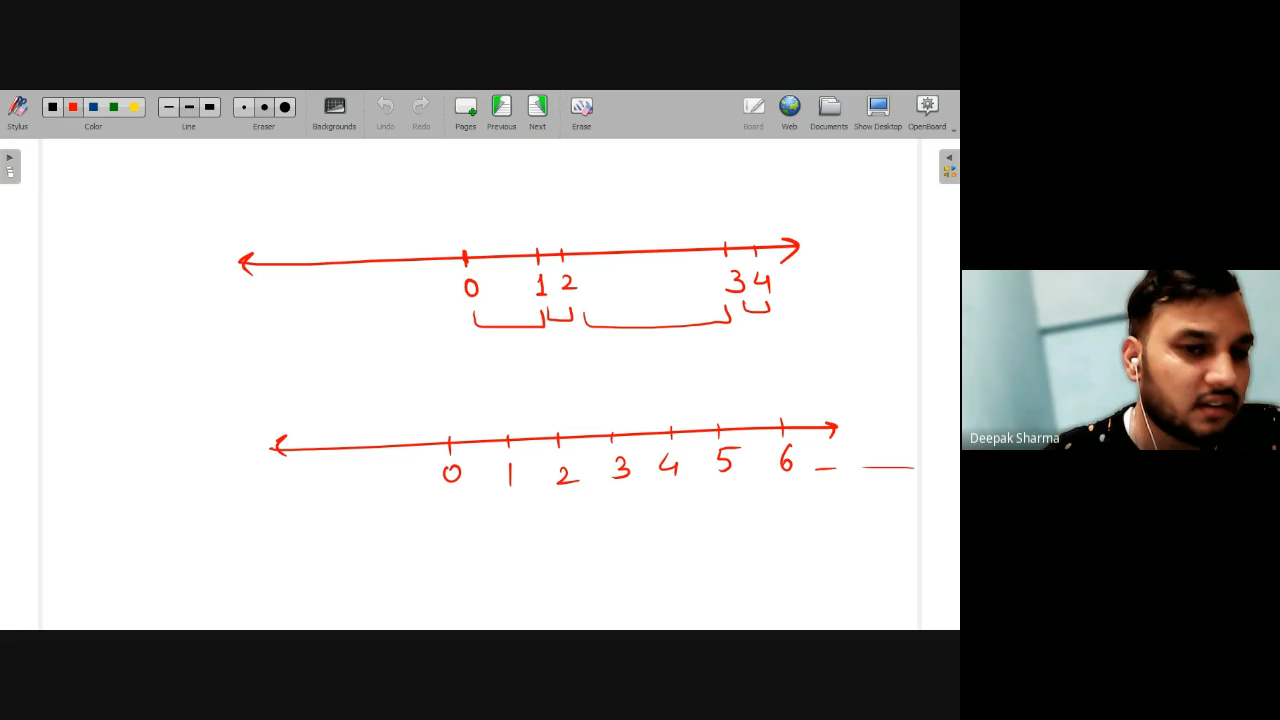 Stylus Color Line Eraser Backgrounds Undo Redo Pages Previous Next Erase Board Web Documents Show Desktop OpenBoard
0 1 2 3 4
Deepak Sharma
0 1 2 3 4 5 6 _ __